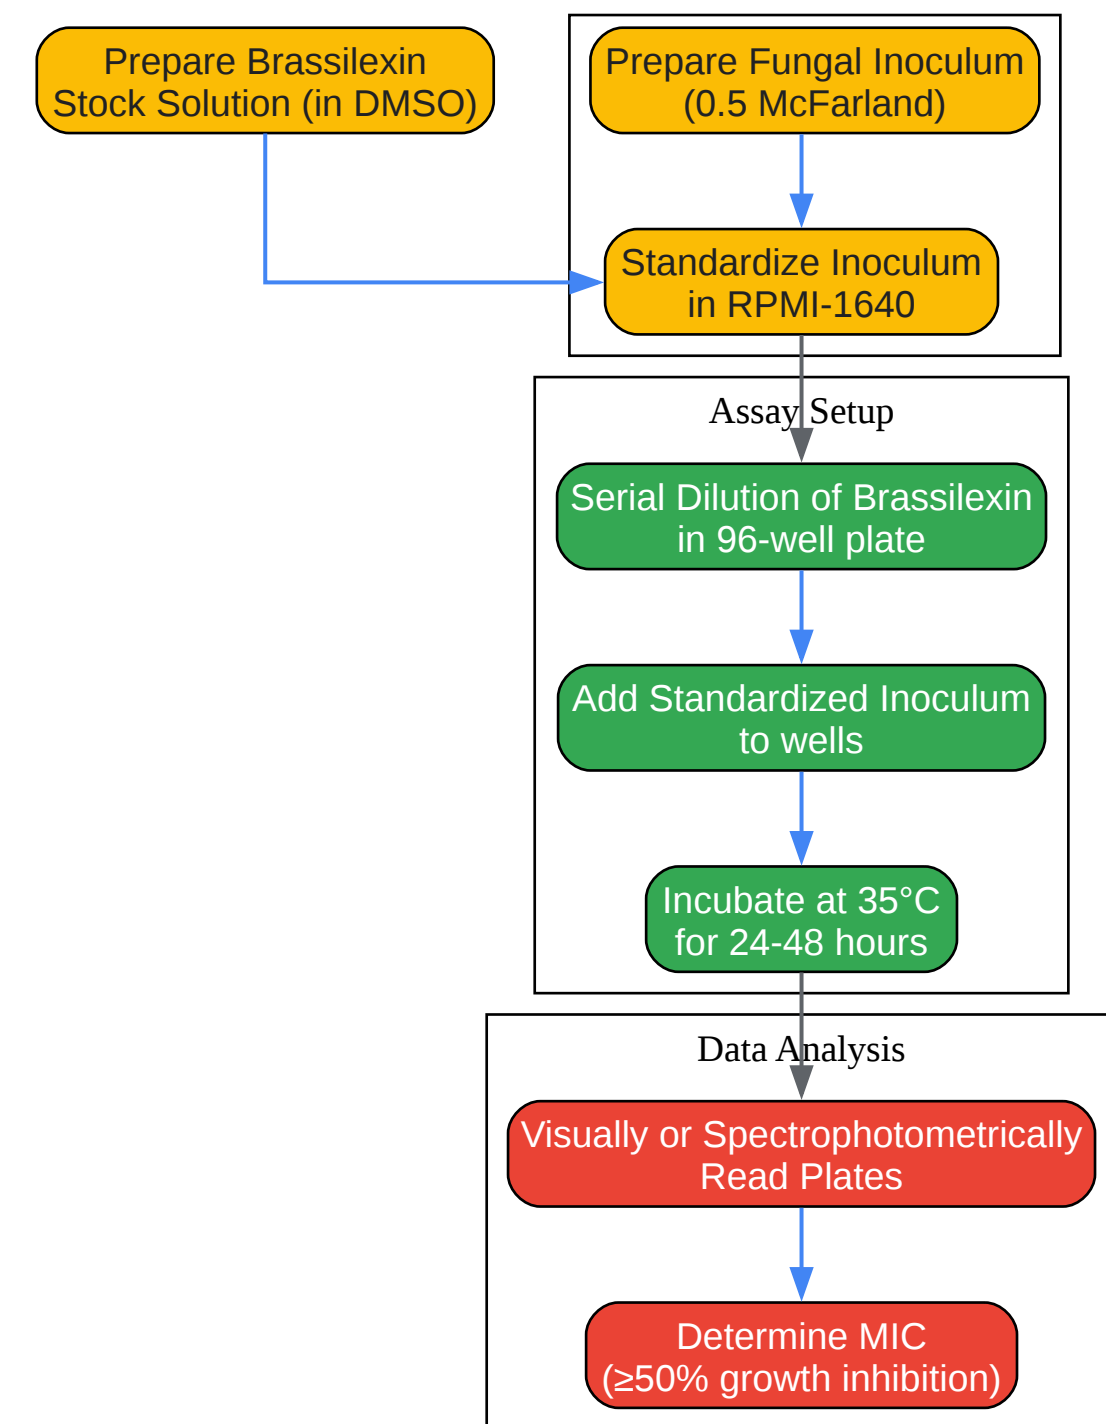 Prepare Brassilexin
Stock Solution (in DMSO)
Prepare Fungal Inoculum
(0.5 McFarland)
Standardize Inoculum
in RPMI-1640
Assay Setup
Serial Dilution of Brassilexin
in 96-well plate
Add Standardized Inoculum
to wells
Incubate at 35°C
for 24-48 hours
Data Analysis
Visually or Spectrophotometrically
Read Plates
Determine MIC
(≥50% growth inhibition)